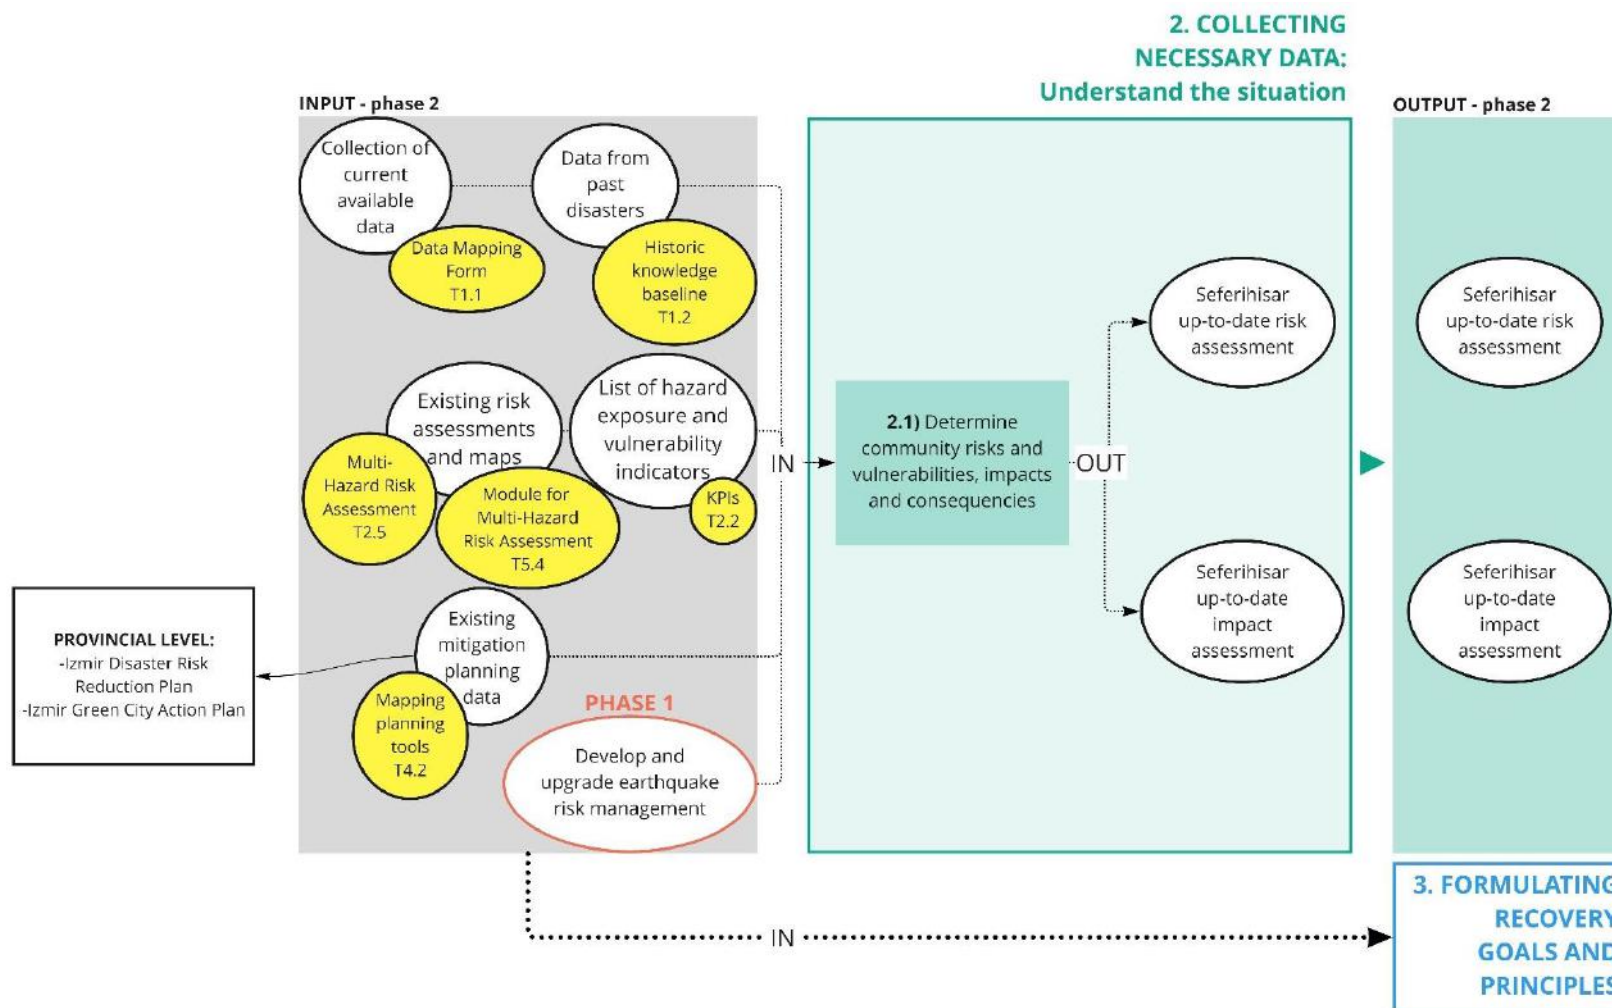 2. COLLECTING
NECESSARY DATA:
Understand the situation
INPUT - phase 2
OUTPUT - phase 2
Collection of
current
available
data
Data from
past
disasters
Data Mapping
Form
T1.1
Historic
knowledge
baseline
T1.2
Existing risk
assessments
and maps
List of hazard
exposure and
vulnerability
indicators
Multi-
Hazard Risk
Assessment
T2.5
Module for
Multi-Hazard
Risk Assessment
T5.4
KPIs
T2.2
Existing
mitigation
planning
data
Mapping
planning
tools
T4.2
PROVINCIAL LEVEL:
-Izmir Disaster Risk
Reduction Plan
-Izmir Green City Action Plan
PHASE 1
Develop and
upgrade earthquake
risk management
IN
2.1) Determine
community risks and
vulnerabilities, impacts
and consequencies
OUT
Seferihisar
up-to-date risk
assessment
Seferihisar
up-to-date
impact
assessment
Seferihisar
up-to-date risk
assessment
Seferihisar
up-to-date
impact
assessment
IN
3. FORMULATING
RECOVERY
GOALS AND
PRINCIPLES